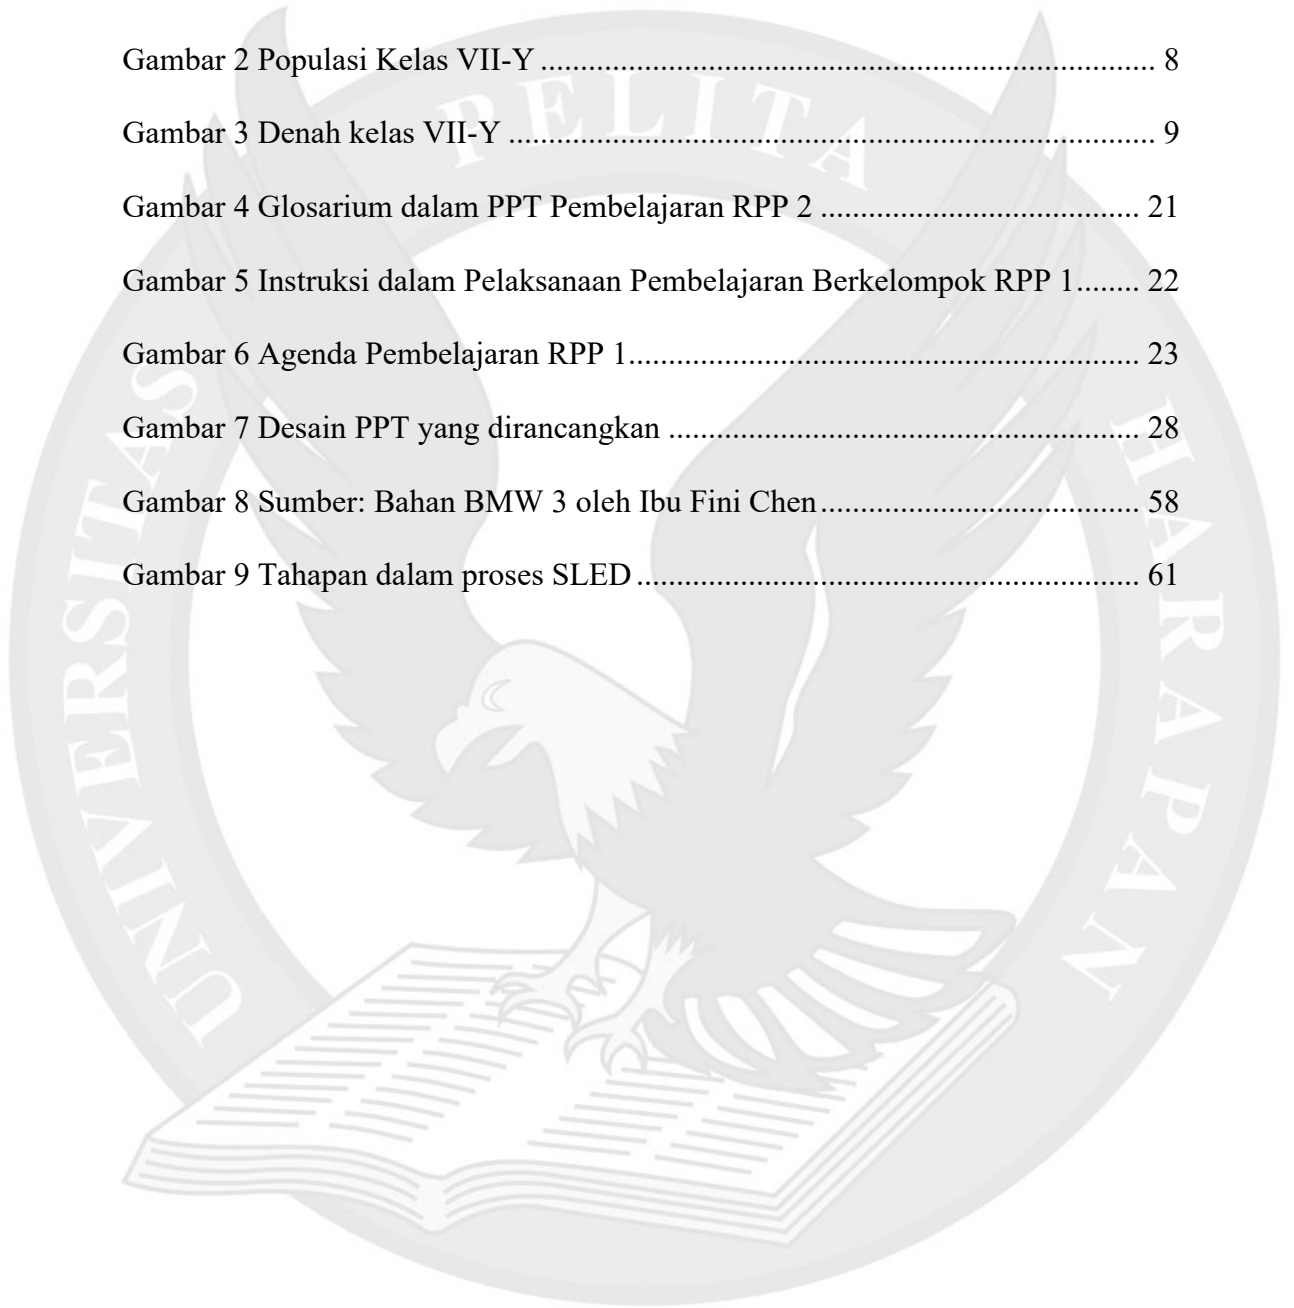 Gambar 2 Populasi Kelas VII-Y ............................................................................. 8
Gambar 3 Denah kelas VII-Y ................................................................................. 9
Gambar 4 Glosarium dalam PPT Pembelajaran RPP 2 ........................................ 21
Gambar 5 Instruksi dalam Pelaksanaan Pembelajaran Berkelompok RPP 1........ 22
Gambar 6 Agenda Pembelajaran RPP 1................................................................ 23
Gambar 7 Desain PPT yang dirancangkan ........................................................... 28
Gambar 8 Sumber: Bahan BMW 3 oleh Ibu Fini Chen........................................ 58
Gambar 9 Tahapan dalam proses SLED ............................................................... 61
UNIVERSITAS PELITA HARAPAN